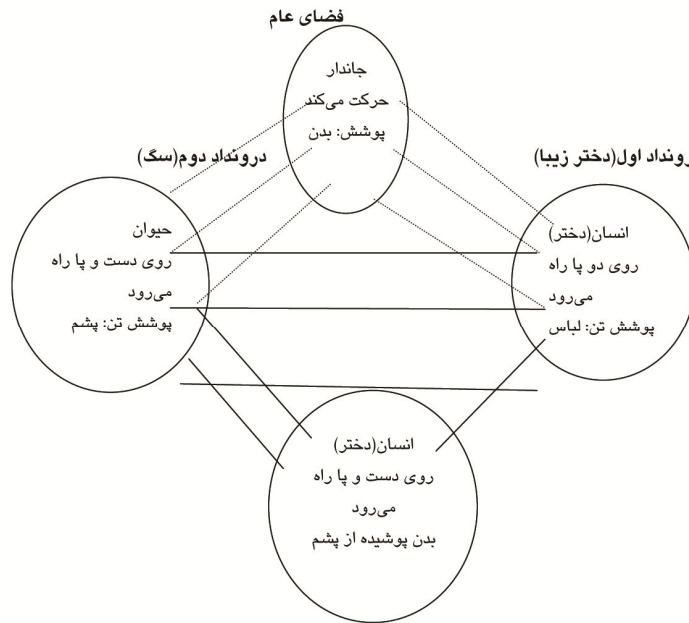 فضای عام
جاندار
حرکت می‌کند
پوشش: بدن
رونداد اول(دختر زیبا)
انسان(دختر)
روی دو پا راه
می‌رود
پوشش تن: لباس
درونداد دوم(سگ)
حیوان
روی دست و پا راه
می‌رود
پوشش تن: پشم
انسان(دختر)
روی دست و پا راه
می‌رود
بدن پوشیده از پشم